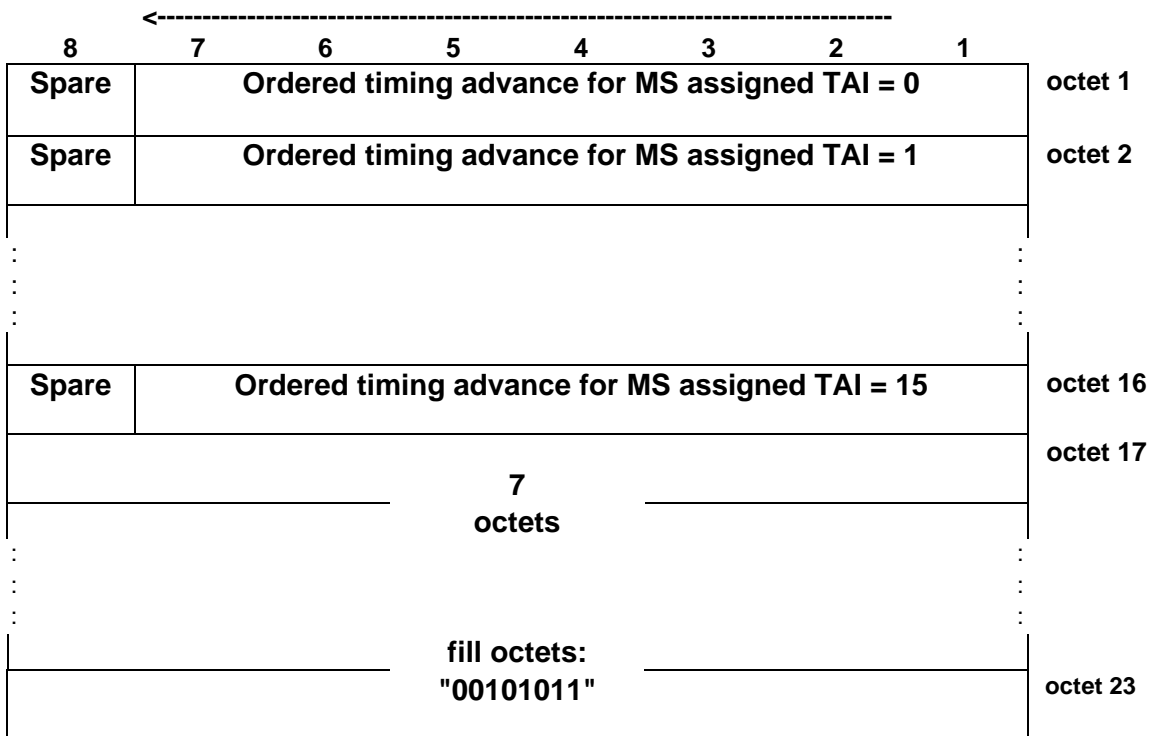 <---------------------------------------------------------------------------------
8 7 6 5 4 3 2 1
Spare Ordered timing advance for MS assigned TAI = 0 octet 1
Spare Ordered timing advance for MS assigned TAI = 1 octet 2
: :
: :
: :
Spare Ordered timing advance for MS assigned TAI = 15 octet 16
octet 17
7
octets
: :
: :
: :
fill octets:
"00101011" octet 23